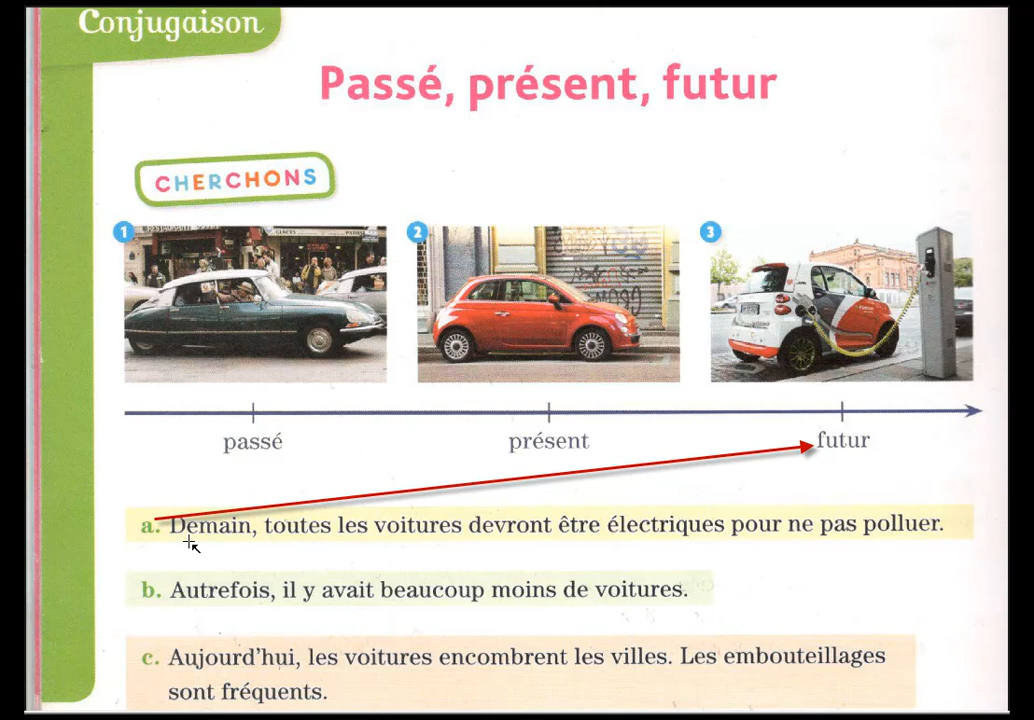 Conjugaison
Passé, présent, futur
CHERCHONS
1 2 3
passé présent futur
a. Demain, toutes les voitures devront être électriques pour ne pas polluer.
b. Autrefois, il y avait beaucoup moins de voitures.
c. Aujourd'hui, les voitures encombrent les villes. Les embouteillages
sont fréquents.